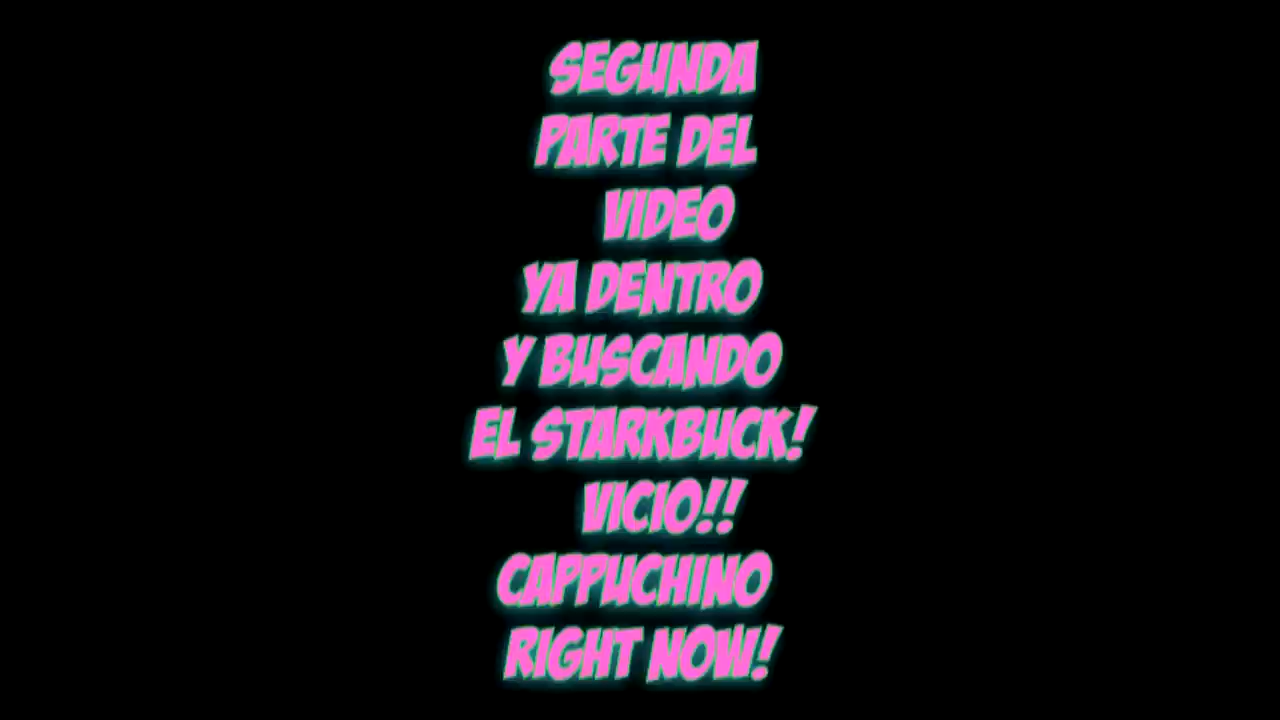 SEGUNDA
PARTE DEL
VIDEO
YA DENTRO
Y BUSCANDO
EL STARKBUCK!
VICIO!!
CAPPUCHINO
RIGHT NOW!